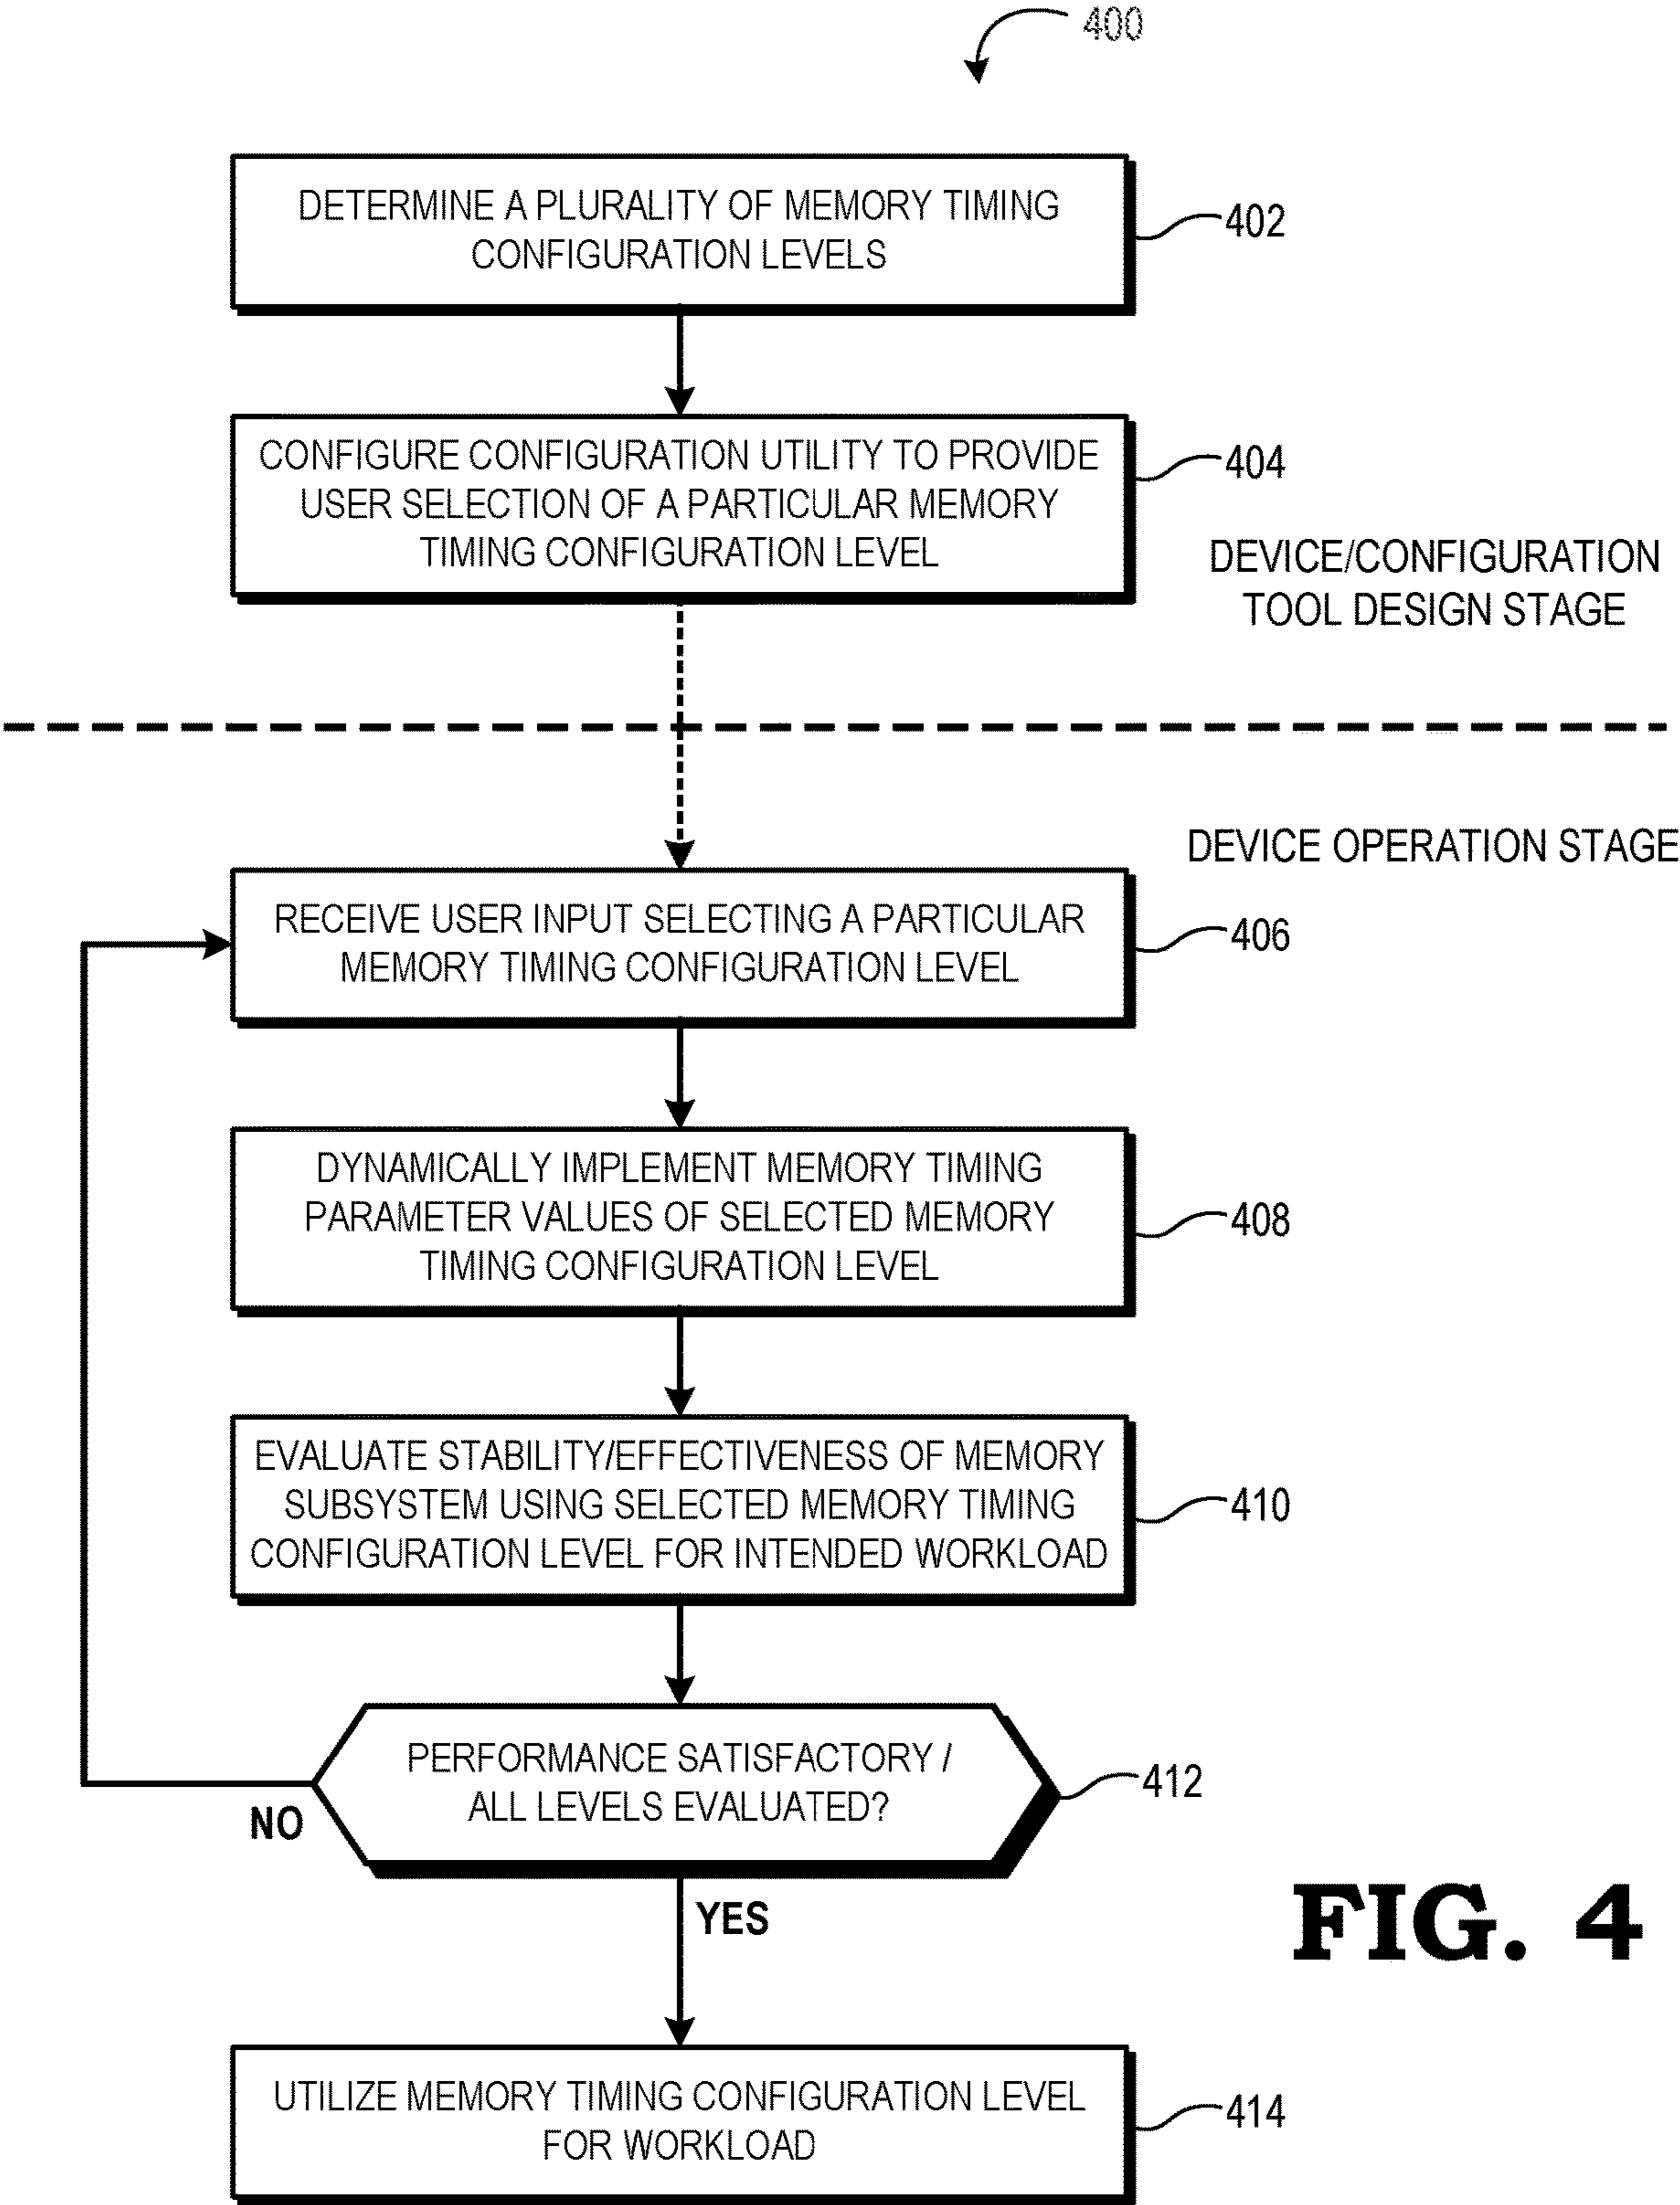 400
DETERMINE A PLURALITY OF MEMORY TIMING
CONFIGURATION LEVELS
402
CONFIGURE CONFIGURATION UTILITY TO PROVIDE
USER SELECTION OF A PARTICULAR MEMORY
TIMING CONFIGURATION LEVEL
404
DEVICE/CONFIGURATION
TOOL DESIGN STAGE
DEVICE OPERATION STAGE
RECEIVE USER INPUT SELECTING A PARTICULAR
MEMORY TIMING CONFIGURATION LEVEL
406
DYNAMICALLY IMPLEMENT MEMORY TIMING
PARAMETER VALUES OF SELECTED MEMORY
TIMING CONFIGURATION LEVEL
408
EVALUATE STABILITY/EFFECTIVENESS OF MEMORY
SUBSYSTEM USING SELECTED MEMORY TIMING
CONFIGURATION LEVEL FOR INTENDED WORKLOAD
410
PERFORMANCE SATISFACTORY /
ALL LEVELS EVALUATED?
412
NO
YES
FIG. 4
UTILIZE MEMORY TIMING CONFIGURATION LEVEL
FOR WORKLOAD
414